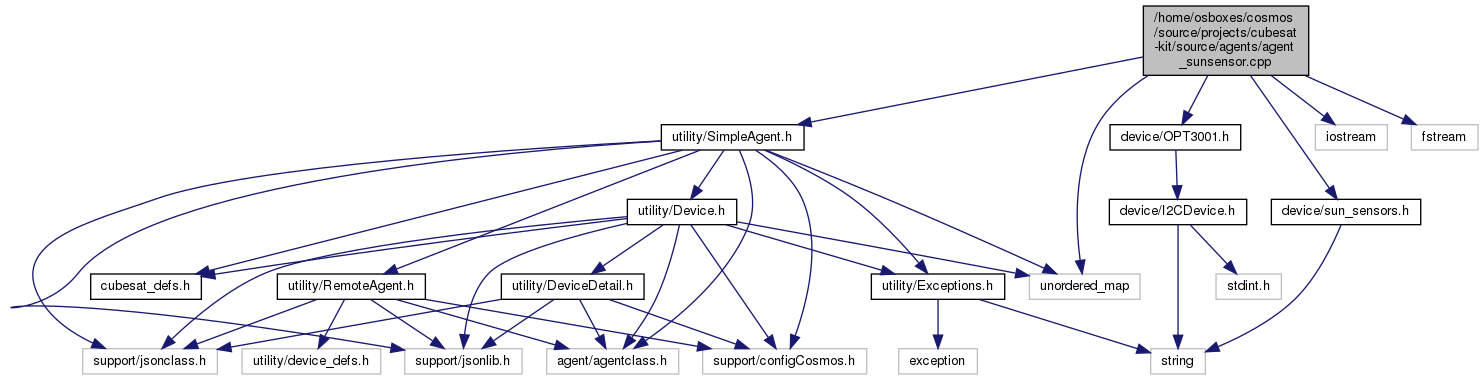 /home/osboxes/cosmos
/source/projects/cubesat
-kit/source/agents/agent
_sunsensor.cpp
utility/SimpleAgent.h
device/OPT3001.h
iostream
fstream
utility/Device.h
device/I2CDevice.h
device/sun_sensors.h
cubesat_defs.h
utility/RemoteAgent.h
utility/DeviceDetail.h
utility/Exceptions.h
unordered_map
stdint.h
support/jsonclass.h
utility/device_defs.h
support/jsonlib.h
agent/agentclass.h
support/configCosmos.h
exception
string